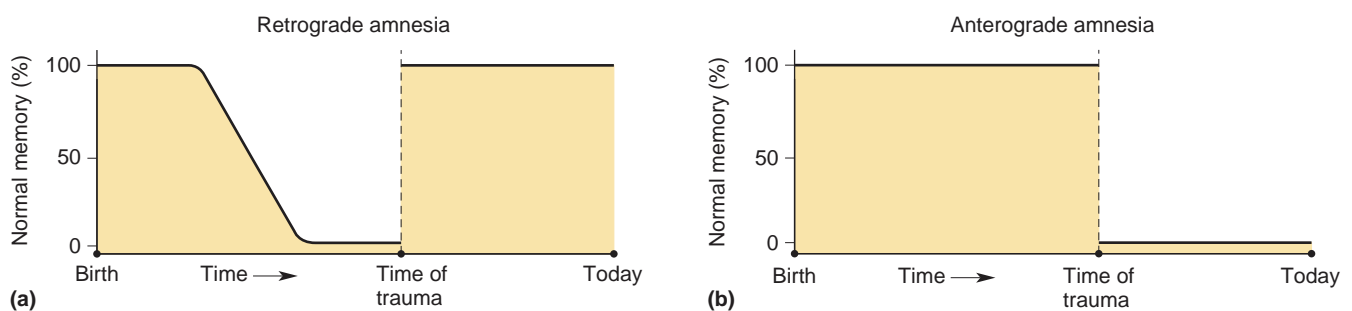 Retrograde amnesia
Normal memory (%)
100
50
0
Birth
Time
Time of
trauma
Today
(a)
Anterograde amnesia
Normal memory (%)
100
50
0
Birth
Time
Time of
trauma
Today
(b)